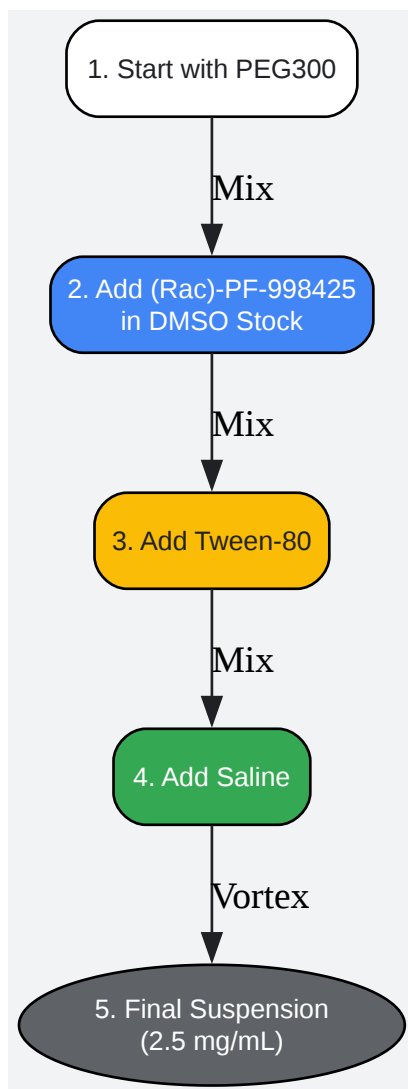 1. Start with PEG300
Mix
2. Add (Rac)-PF-998425
in DMSO Stock
Mix
3. Add Tween-80
Mix
4. Add Saline
Vortex
5. Final Suspension
(2.5 mg/mL)